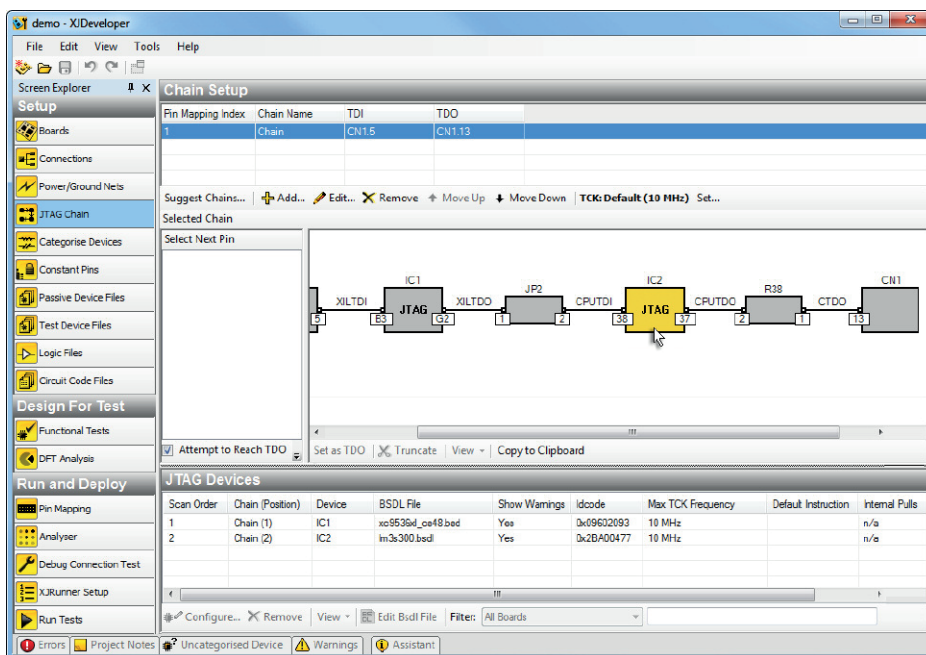 demo - XJDeveloper
File Edit View Tools Help
Screen Explorer
Setup
Boards
Connections
Power/Ground Nets
JTAG Chain
Categorise Devices
Constant Pins
Passive Device Files
Test Device Files
Logic Files
Circuit Code Files
Design For Test
Functional Tests
DFT Analysis
Run and Deploy
Pin Mapping
Analyser
Debug Connection Test
XJRunner Setup
Run Tests
Chain Setup
Pin Mapping Index Chain Name TDI TDO
1 Chain CN1.5 CN1.13
Suggest Chains... Add... Edit... Remove Move Up Move Down TCK: Default (10 MHz) Set...
Selected Chain
Select Next Pin
IC1 JP2 IC2 R38 CN1
XILTDI XILTDO CPUTDI CPUTDO CTDO
JTAG JTAG
5 B3 G2 1 2 38 37 2 1 13
Attempt to Reach TDO Set as TDO Truncate View Copy to Clipboard
JTAG Devices
Scan Order Chain (Position) Device BSDL File Show Warnings Idcode Max TCK Frequency Default Instruction Internal Pulls
1 Chain (1) IC1 Yes 0x09602093 10 MHz n/a
2 Chain (2) IC2 lm3s300.bsdl Yes 0x2BA00477 10 MHz n/a
Configure... Remove View Edit Bsdl File Filter: All Boards
Errors Project Notes Uncategorised Device Warnings Assistant